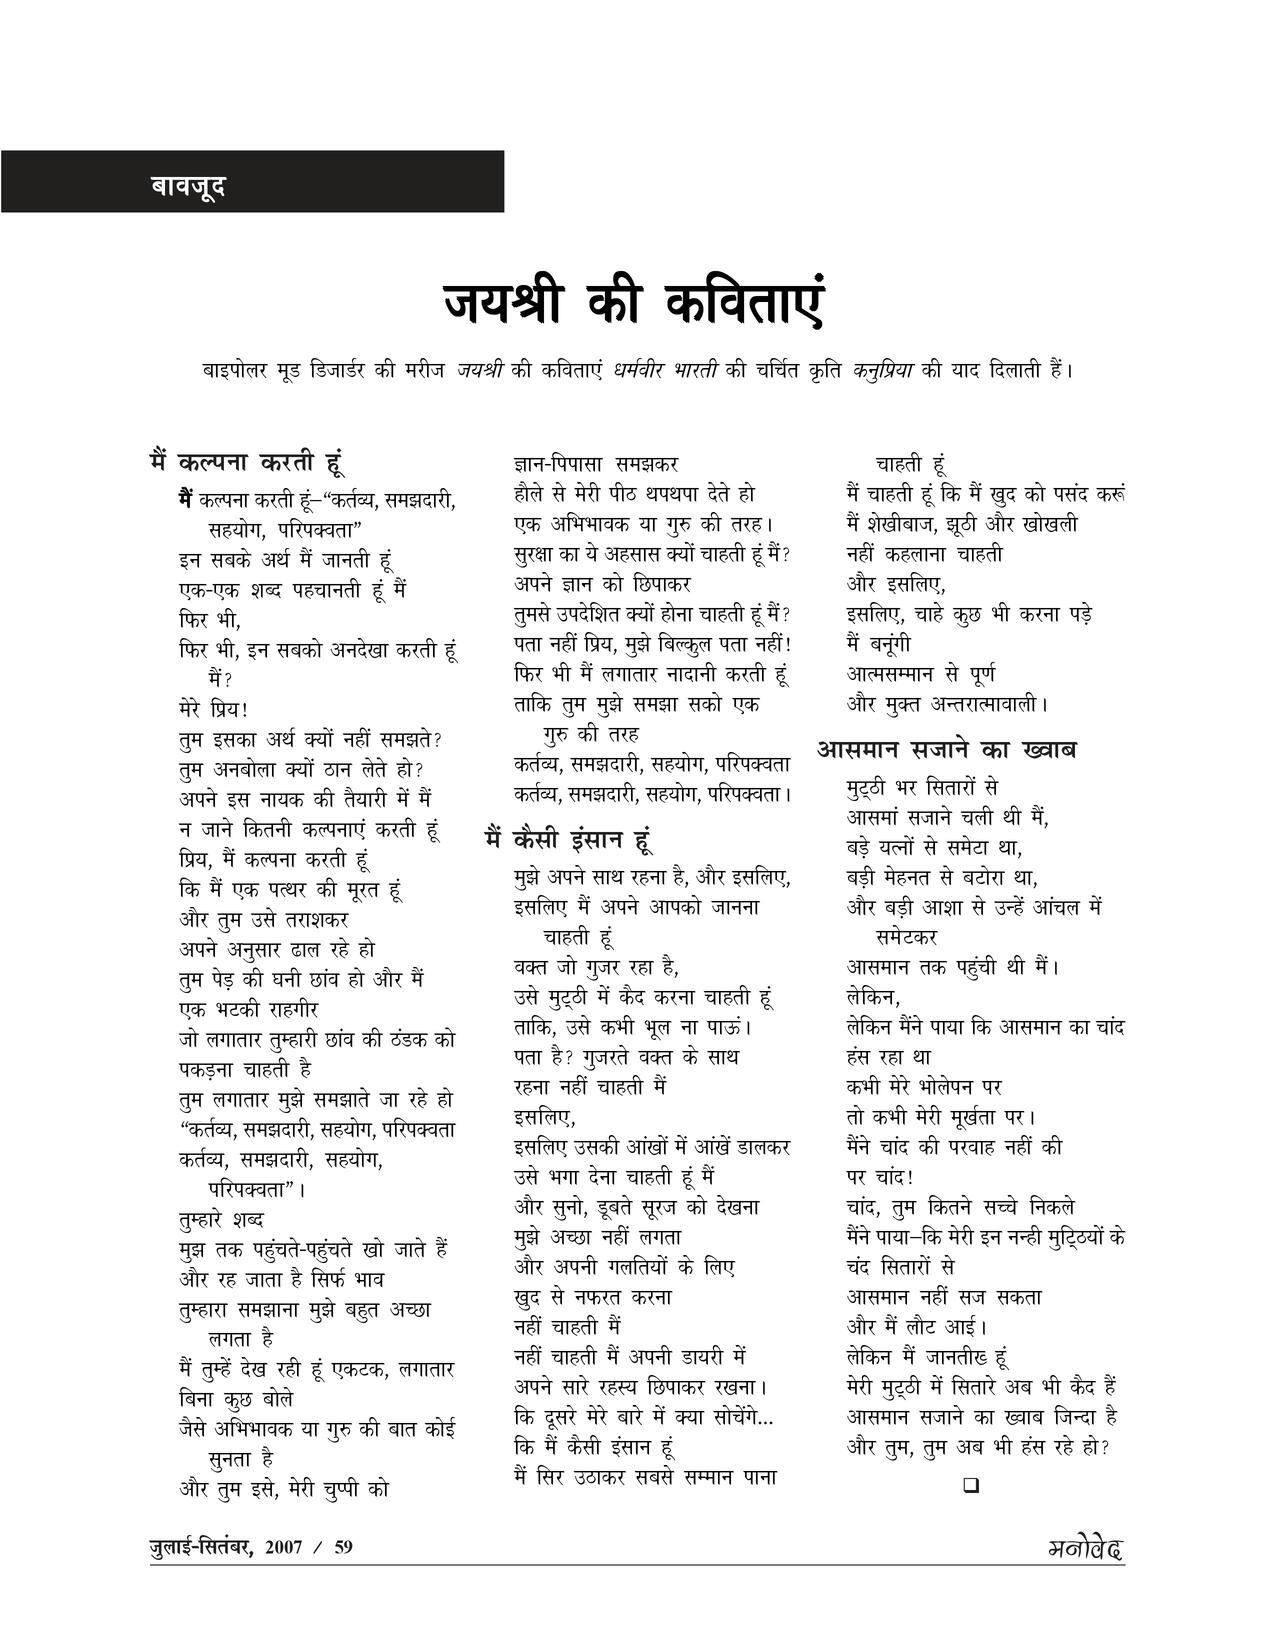 बावजूद
जयश्री की कविताएं
बाइपोलर मूड डिजार्डर की मरीज जयश्री की कविताएं धर्मवीर भारती की चर्चित कृति कनुप्रिया की याद दिलाती हैं।
मैं कल्पना करती हूं
मैं कल्पना करती हूं–“कर्तव्य, समझदारी,
सहयोग, परिपक्वता”
इन सबके अर्थ मैं जानती हूं
एक-एक शब्द पहचानती हूं मैं
फिर भी,
फिर भी, इन सबको अनदेखा करती हूं
मैं?
मेरे प्रिय!
तुम इसका अर्थ क्यों नहीं समझते?
तुम अनबोला क्यों ठान लेते हो?
अपने इस नायक की तैयारी में मैं
न जाने कितनी कल्पनाएं करती हूं
प्रिय, मैं कल्पना करती हूं
कि मैं एक पत्थर की मूरत हूं
और तुम उसे तराशकर
अपने अनुसार ढाल रहे हो
तुम पेड़ की घनी छांव हो और मैं
एक भटकी राहगीर
जो लगातार तुम्हारी छांव की ठंडक को
पकड़ना चाहती है
तुम लगातार मुझे समझाते जा रहे हो
“कर्तव्य, समझदारी, सहयोग, परिपक्वता
कर्तव्य, समझदारी, सहयोग,
परिपक्वता”।
तुम्हारे शब्द
मुझ तक पहुंचते-पहुंचते खो जाते हैं
और रह जाता है सिर्फ भाव
तुम्हारा समझाना मुझे बहुत अच्छा
लगता है
मैं तुम्हें देख रही हूं एकटक, लगातार
बिना कुछ बोले
जैसे अभिभावक या गुरु की बात कोई
सुनता है
और तुम इसे, मेरी चुप्पी को
ज्ञान-पिपासा समझकर
हौले से मेरी पीठ थपथपा देते हो
एक अभिभावक या गुरु की तरह।
सुरक्षा का ये अहसास क्यों चाहती हूं मैं?
अपने ज्ञान को छिपाकर
तुमसे उपदेशित क्यों होना चाहती हूं मैं?
पता नहीं प्रिय, मुझे बिल्कुल पता नहीं!
फिर भी मैं लगातार नादानी करती हूं
ताकि तुम मुझे समझा सको एक
गुरु की तरह
कर्तव्य, समझदारी, सहयोग, परिपक्वता
कर्तव्य, समझदारी, सहयोग, परिपक्वता।
मैं कैसी इंसान हूं
मुझे अपने साथ रहना है, और इसलिए,
इसलिए मैं अपने आपको जानना
चाहती हूं
वक्त जो गुजर रहा है,
उसे मुट्ठी में कैद करना चाहती हूं
ताकि, उसे कभी भूल ना पाऊं।
पता है? गुजरते वक्त के साथ
रहना नहीं चाहती मैं
इसलिए,
इसलिए उसकी आंखों में आंखें डालकर
उसे भगा देना चाहती हूं मैं
और सुनो, डूबते सूरज को देखना
मुझे अच्छा नहीं लगता
और अपनी गलतियों के लिए
खुद से नफरत करना
नहीं चाहती मैं
नहीं चाहती मैं अपनी डायरी में
अपने सारे रहस्य छिपाकर रखना।
कि दूसरे मेरे बारे में क्या सोचेंगे...
कि मैं कैसी इंसान हूं
मैं सिर उठाकर सबसे सम्मान पाना
चाहती हूं
मैं चाहती हूं कि मैं खुद को पसंद करूं
मैं शेखीबाज, झूठी और खोखली
नहीं कहलाना चाहती
और इसलिए,
इसलिए, चाहे कुछ भी करना पड़े
मैं बनूंगी
आत्मसम्मान से पूर्ण
और मुक्त अन्तरात्मावाली।
आसमान सजाने का ख्वाब
मुट्ठी भर सितारों से
आसमां सजाने चली थी मैं,
बड़े यत्नों से समेटा था,
बड़ी मेहनत से बटोरा था,
और बड़ी आशा से उन्हें आंचल में
समेटकर
आसमान तक पहुंची थी मैं।
लेकिन,
लेकिन मैंने पाया कि आसमान का चांद
हंस रहा था
कभी मेरे भोलेपन पर
तो कभी मेरी मूर्खता पर।
मैंने चांद की परवाह नहीं की
पर चांद!
चांद, तुम कितने सच्चे निकले
मैंने पाया–कि मेरी इन नन्ही मुट्ठियों के
चंद सितारों से
आसमान नहीं सज सकता
और मैं लौट आई।
लेकिन मैं जानतीख् हूं
मेरी मुट्ठी में सितारे अब भी कैद हैं
आसमान सजाने का ख्वाब जिन्दा है
और तुम, तुम अब भी हंस रहे हो?
❑
जुलाई-सितंबर, 2007 / 59
मनोवेद